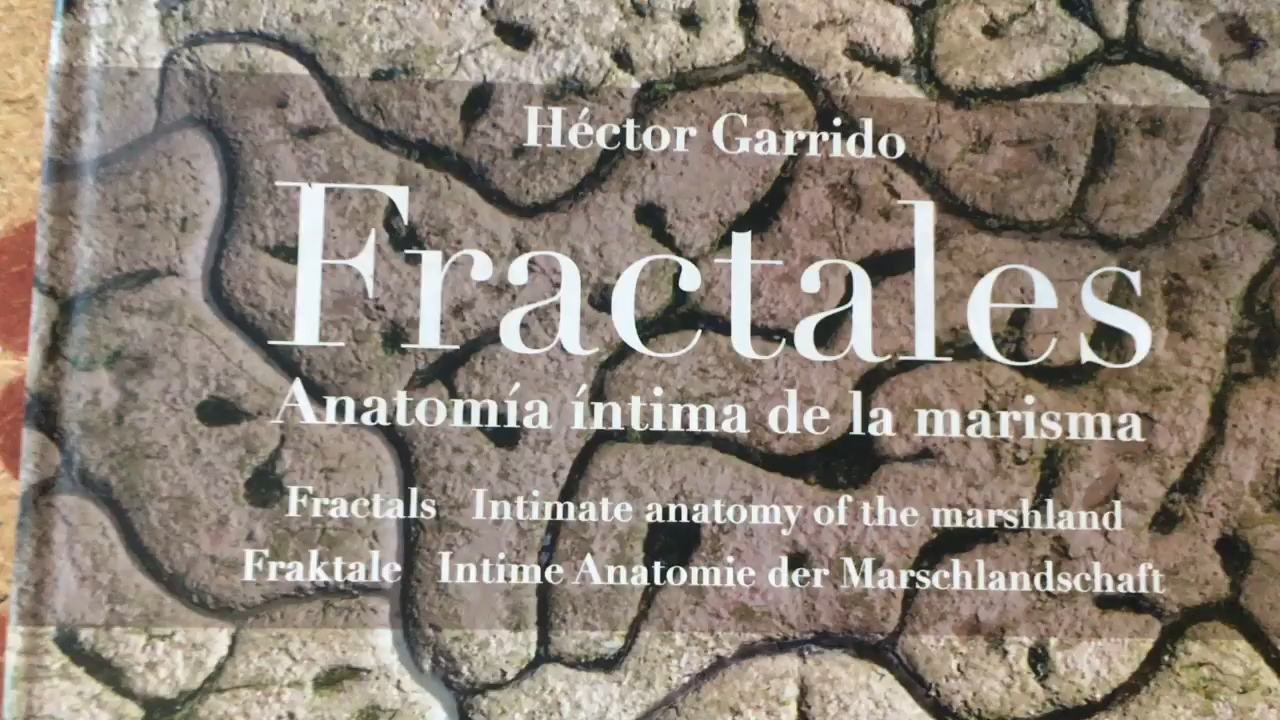 Héctor Garrido
Fractales
Anatomía íntima de la marisma
Fractals Intimate anatomy of the marshland
Fraktale Intime Anatomie der Marschlandschaft